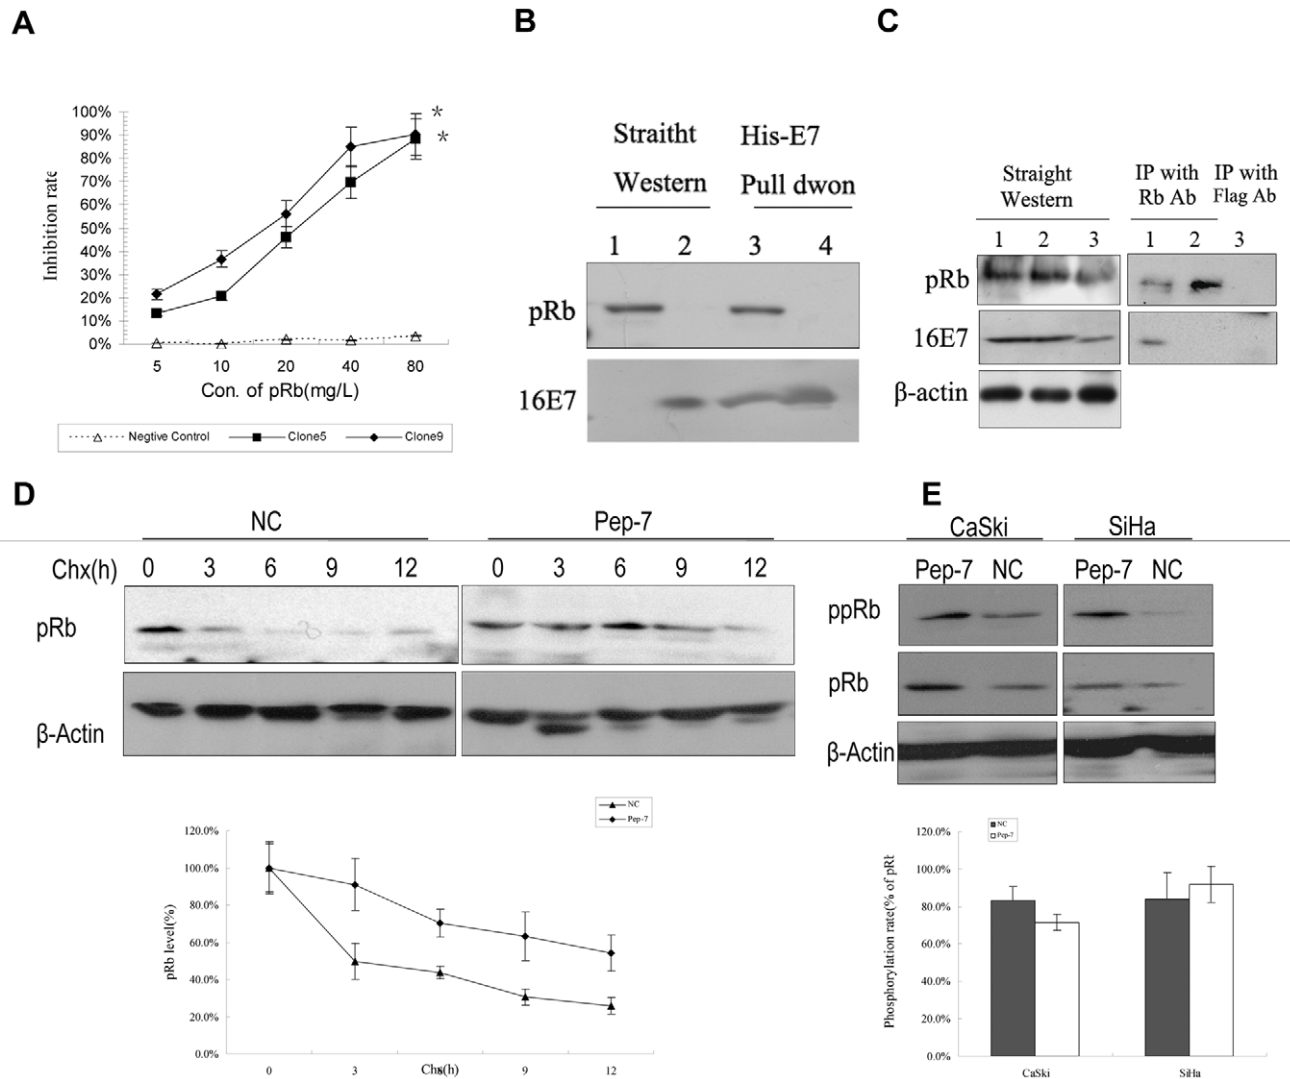 A
100%
90%
80%
70%
60%
50%
40%
30%
20%
10%
0%
*
*
Inhibition rate
5 10 20 40 80
Con. of pRb(mg/L)
Negtive Control Clone5 Clone9
B
Straitht His-E7
Western Pull dwon
1 2 3 4
pRb
16E7
C
Straight
Western
IP with
Rb Ab
IP with
Flag Ab
1 2 3 1 2 3
pRb
16E7
β-actin
D
NC Pep-7
Chx(h) 0 3 6 9 12 0 3 6 9 12
pRb
β-Actin
NC
Pep-7
120.0%
100.0%
80.0%
60.0%
40.0%
20.0%
0.0%
pRb level(%)
0 3 9 12
Chx(h)
E
CaSki SiHa
Pep-7 NC Pep-7 NC
ppRb
pRb
β-Actin
NC
Pep-7
120.0%
100.0%
80.0%
60.0%
40.0%
20.0%
0.0%
Phosphorylation rate(% of pRb
CaSki SiHa